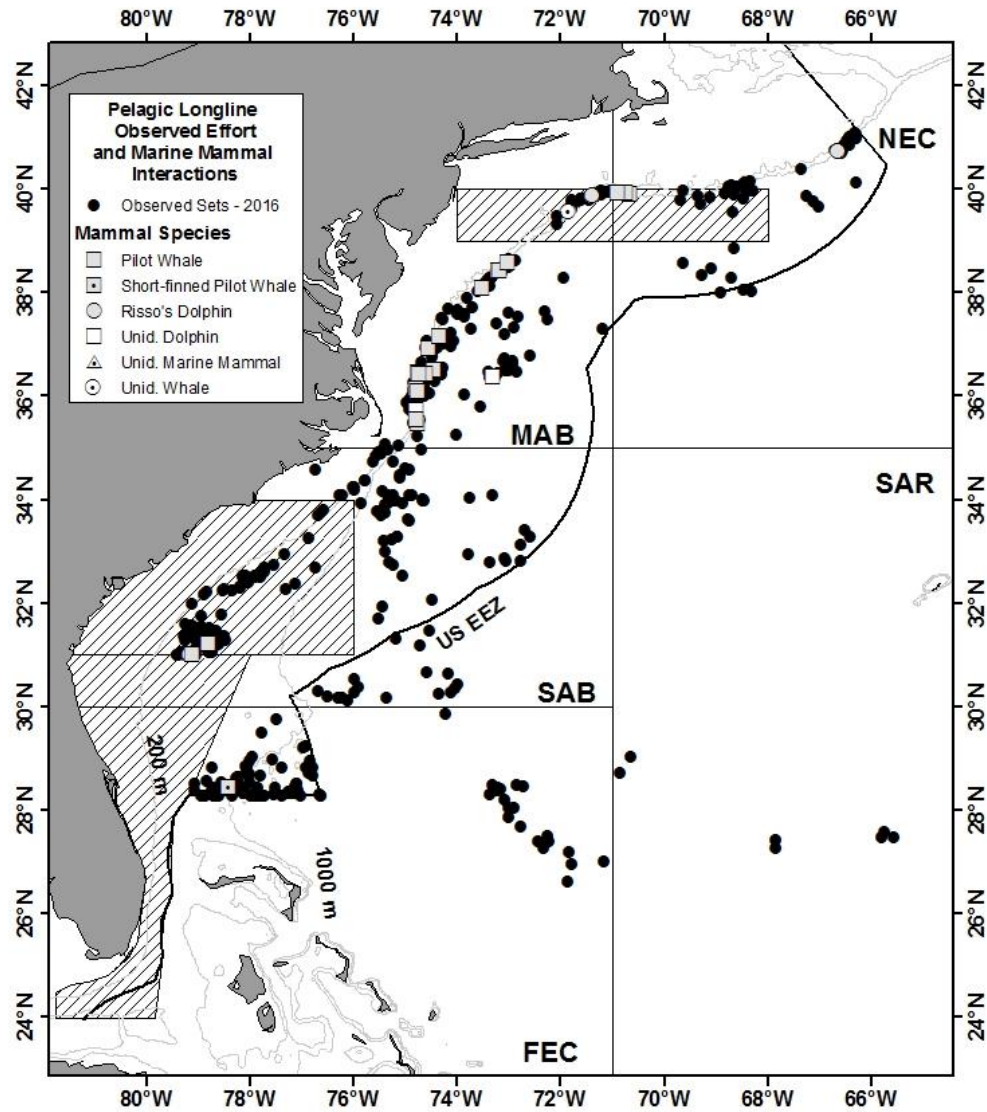 80°W 78°W 76°W 74°W 72°W 70°W 68°W 66°W
42°N 42°N
Pelagic Longline
Observed Effort
and Marine Mammal
Interactions
Observed Sets - 2016
Mammal Species
Pilot Whale
Short-finned Pilot Whale
Risso's Dolphin
Unid. Dolphin
Unid. Marine Mammal
Unid. Whale
NEC
40°N 40°N
38°N 38°N
36°N 36°N
MAB
SAR
34°N 34°N
32°N 32°N
US EEZ
SAB
30°N 30°N
200 m
28°N 28°N
1000 m
26°N 26°N
24°N 24°N
FEC
80°W 78°W 76°W 74°W 72°W 70°W 68°W 66°W